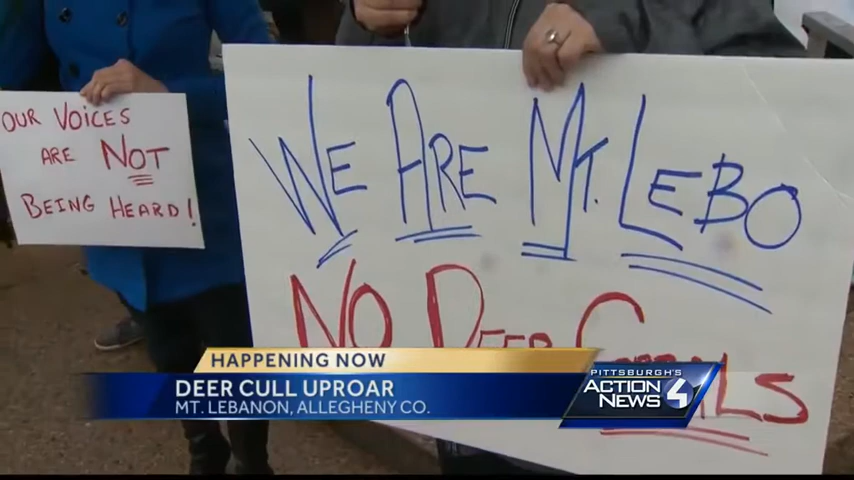 OUR VOICES
ARE NOT
BEING HEARD!
WE ARE MT. LEBO
NO DEER
HAPPENING NOW
DEER CULL UPROAR
MT. LEBANON, ALLEGHENY CO.
PITTSBURGH'S
ACTION
NEWS 4